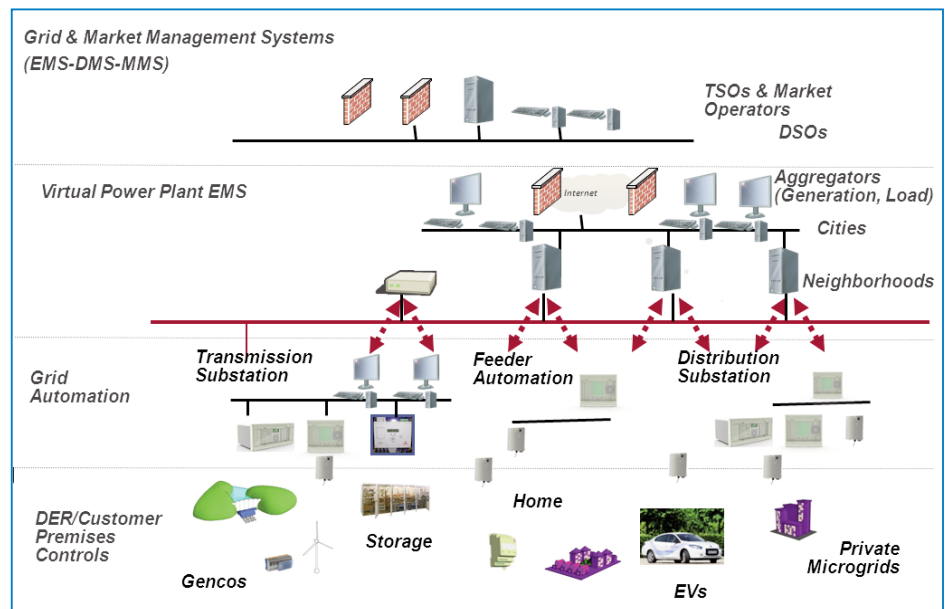 Grid & Market Management Systems
(EMS-DMS-MMS)
TSOs & Market
Operators
DSOs
Virtual Power Plant EMS
Internet
Aggregators
(Generation, Load)
Cities
Neighborhoods
Transmission
Substation
Feeder
Automation
Distribution
Substation
Grid
Automation
DER/Customer
Premises
Controls
Gencos
Storage
Home
EVs
Private
Microgrids